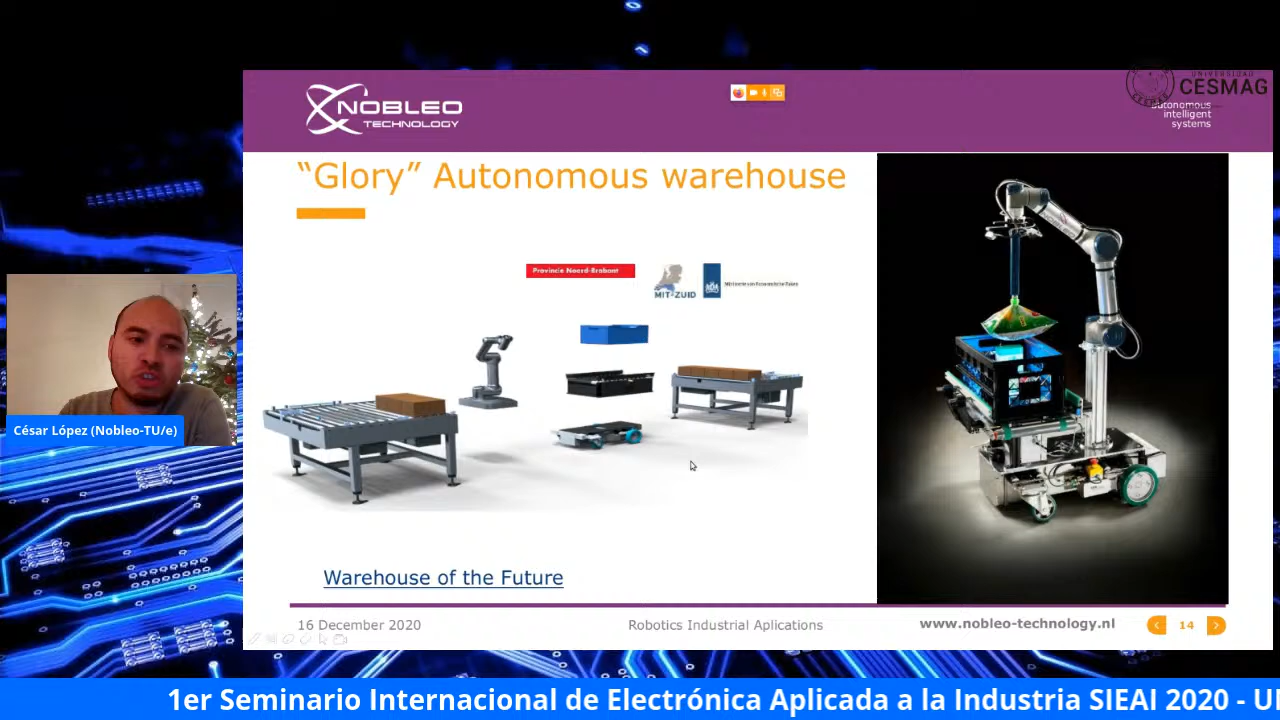 NOBLEO
TECHNOLOGY
UNIVERSIDAD
CESMAG
autonomous
intelligent
systems
“Glory” Autonomous warehouse
Provincie Noord-Brabant
MIT-ZUID
César López (Nobleo-TU/e)
Warehouse of the Future
16 December 2020
Robotics Industrial Aplications
www.nobleo-technology.nl
14
1er Seminario Internacional de Electrónica Aplicada a la Industria SIEAI 2020 - U